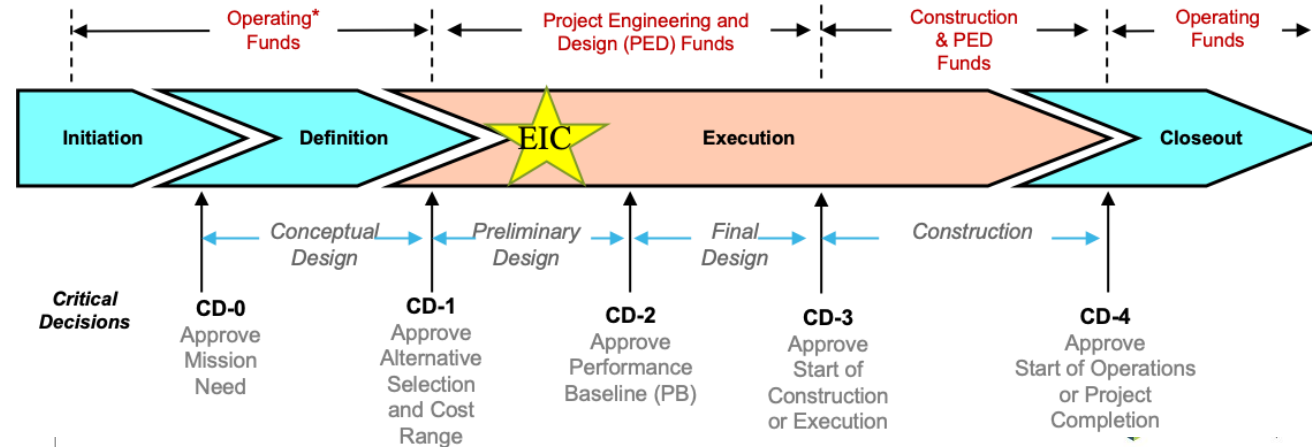 Operating*
Funds
Project Engineering and
Design (PED) Funds
Construction
& PED
Funds
Operating
Funds
Initiation
Definition
EIC
Execution
Closeout
Conceptual
Design
Preliminary
Design
Final
Design
Construction
Critical
Decisions
CD-0
Approve
Mission
Need
CD-1
Approve
Alternative
Selection
and Cost
Range
CD-2
Approve
Performance
Baseline (PB)
CD-3
Approve
Start of
Construction
or Execution
CD-4
Approve
Start of Operations
or Project
Completion